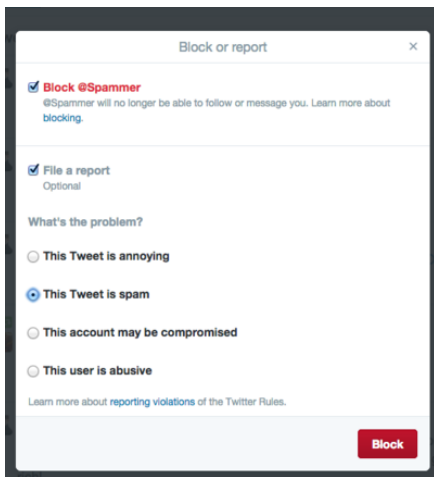 Block or report
Block @Spammer
@Spammer will no longer be able to follow or message you. Learn more about
blocking.
File a report
Optional
What's the problem?
This Tweet is annoying
This Tweet is spam
This account may be compromised
This user is abusive
Learn more about reporting violations of the Twitter Rules.
Block